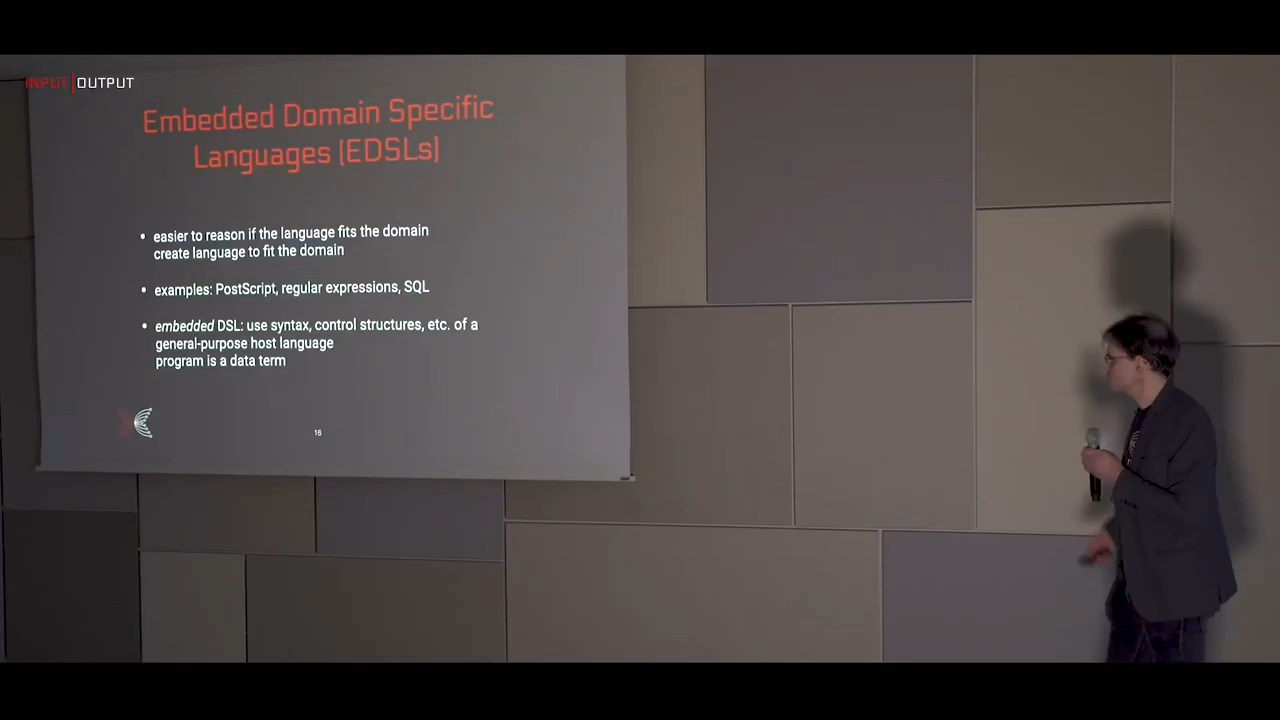 INPUT|OUTPUT
Embedded Domain Specific
Languages (EDSLs)
• easier to reason if the language fits the domain
create language to fit the domain
• examples: PostScript, regular expressions, SQL
• embedded DSL: use syntax, control structures, etc. of a
general-purpose host language
program is a data term
16